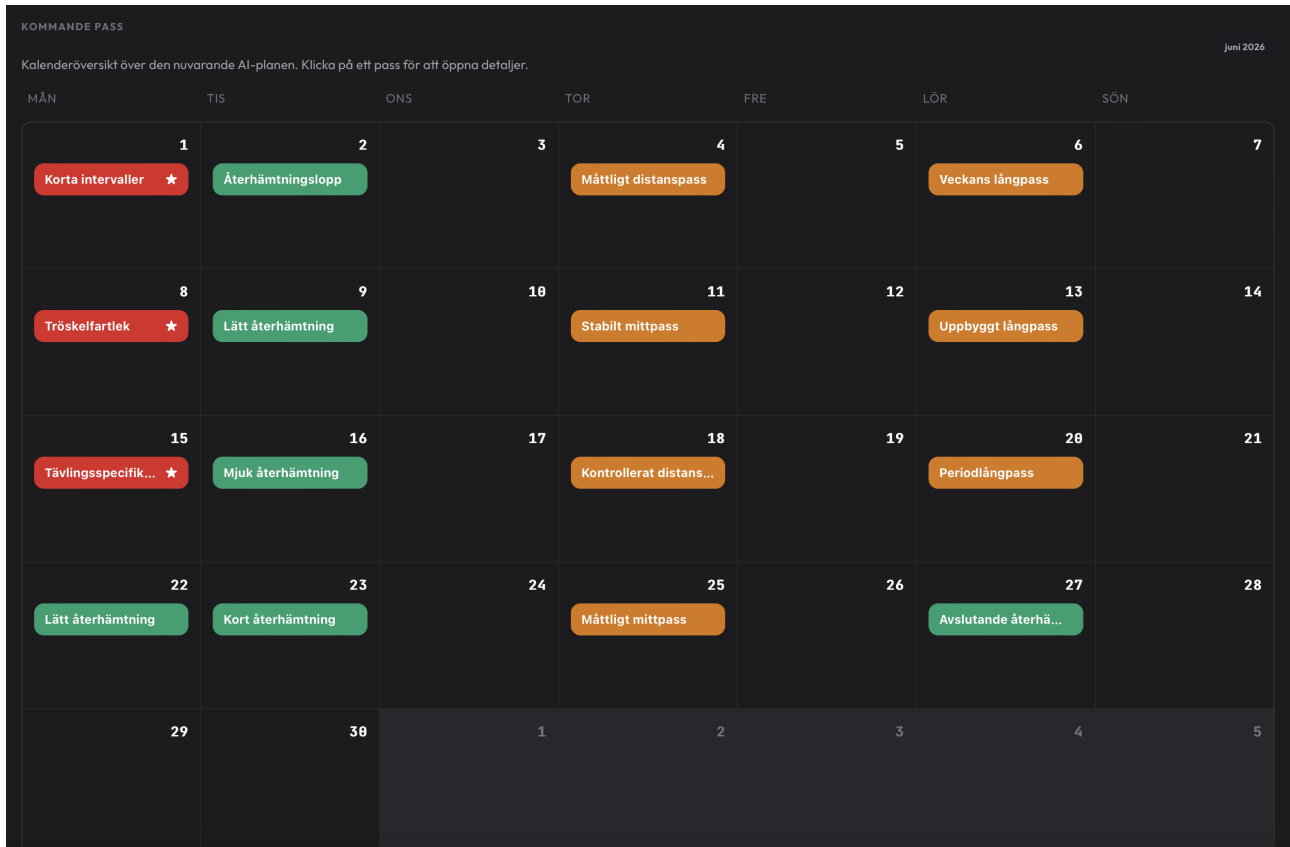 KOMMANDE PASS
juni 2026
Kalenderöversikt över den nuvarande AI-planen. Klicka på ett pass för att öppna detaljer.
MÅN TIS ONS TOR FRE LÖR SÖN
1 2 3 4 5 6 7
Korta intervaller ★ Återhämtningslopp Måttligt distanspass Veckans långpass
8 9 10 11 12 13 14
Tröskelfartlek ★ Lätt återhämtning Stabilt mittpass Uppbyggt långpass
15 16 17 18 19 20 21
Tävlingsspecifik... ★ Mjuk återhämtning Kontrollerat distans... Periodlångpass
22 23 24 25 26 27 28
Lätt återhämtning Kort återhämtning Måttligt mittpass Avslutande återhä...
29 30 1 2 3 4 5